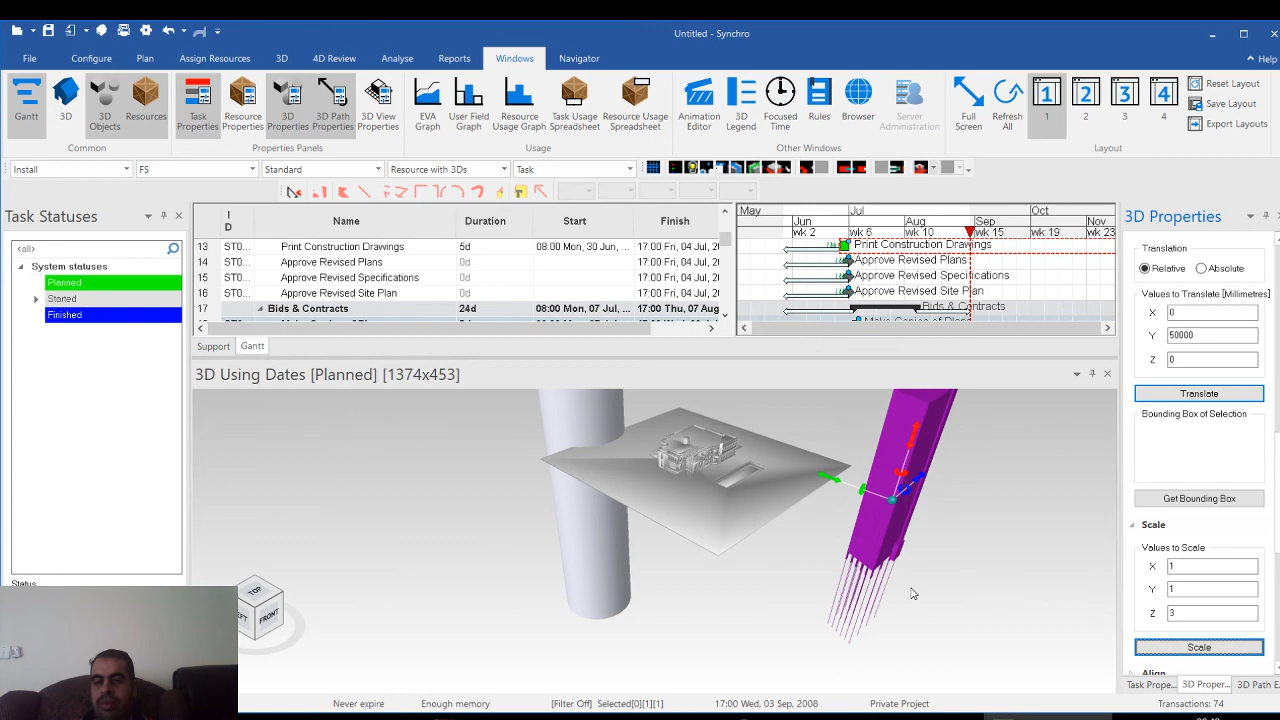 Untitled - Synchro
File Configure Plan Assign Resources 3D 4D Review Analyse Reports Windows Navigator Help
Gantt 3D 3D Objects Resources Task Properties Resource Properties 3D Properties 3D Path Properties 3D View Properties EVA Graph User Field Graph Resource Usage Graph Task Usage Spreadsheet Resource Usage Spreadsheet Animation Editor 3D Legend Focused Time Rules Browser Server Administration Full Screen Refresh All 1 2 3 4 Reset Layout
Save Layout
Export Layouts
Common Properties Panels Usage Other Windows Layout
Install FS Standard Resource with 3Ds Task
Task Statuses
<all>
System statuses
Planned
Started
Finished
Status
I D Name Duration Start Finish
13 ST0... Print Construction Drawings 5d 08:00 Mon, 30 Jun, ... 17:00 Fri, 04 Jul, 2(
14 ST0... Approve Revised Plans 0d 17:00 Fri, 04 Jul, 2(
15 ST0... Approve Revised Specifications 0d 17:00 Fri, 04 Jul, 2(
16 ST0... Approve Revised Site Plan 0d 17:00 Fri, 04 Jul, 2(
17 Bids & Contracts 24d 08:00 Mon, 07 Jul, ... 17:00 Thu, 07 Aug
May Jul Oct
Jun Aug Sep Nov
wk 2 wk 6 wk 10 wk 15 wk 19 wk 23
Print Construction Drawings
Approve Revised Plans
Approve Revised Specifications
Approve Revised Site Plan
Bids & Contracts
Support Gantt
3D Using Dates [Planned] [1374x453]
TOP
LEFT FRONT
3D Properties
Translation
Relative Absolute
Values to Translate [Millimetres]
X 0
Y 50000
Z 0
Translate
Bounding Box of Selection
Get Bounding Box
Scale
Values to Scale
X 1
Y 1
Z 3
Scale
Align
Task Prope... 3D Proper... 3D Path E...
Never expire Enough memory [Filter Off] Selected[0][1][1] 17:00 Wed, 03 Sep, 2008 Private Project Transactions: 74